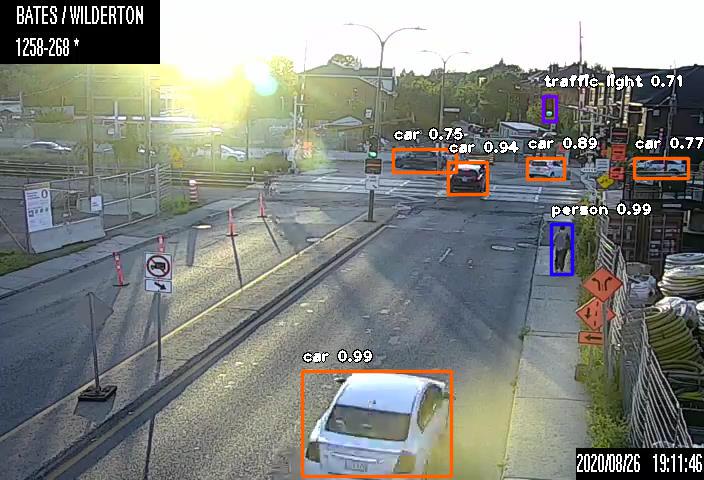 BATES / WILDERTON
1258-268 *
traffic light 0.71
car 0.75
car 0.94
car 0.89
car 0.77
person 0.99
car 0.99
2020/08/26 19:11:46